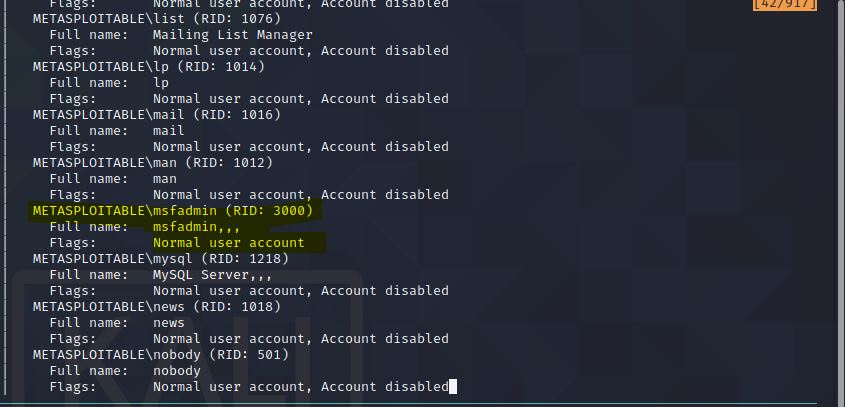 Flags:       Normal user account, Account disabled
[42/917]
METASPLOITABLE\list (RID: 1076)
Full name:   Mailing List Manager
Flags:       Normal user account, Account disabled
METASPLOITABLE\lp (RID: 1014)
Full name:   lp
Flags:       Normal user account, Account disabled
METASPLOITABLE\mail (RID: 1016)
Full name:   mail
Flags:       Normal user account, Account disabled
METASPLOITABLE\man (RID: 1012)
Full name:   man
Flags:       Normal user account, Account disabled
METASPLOITABLE\msfadmin (RID: 3000)
Full name:   msfadmin,,,
Flags:       Normal user account
METASPLOITABLE\mysql (RID: 1218)
Full name:   MySQL Server,,,
Flags:       Normal user account, Account disabled
METASPLOITABLE\news (RID: 1018)
Full name:   news
Flags:       Normal user account, Account disabled
METASPLOITABLE\nobody (RID: 501)
Full name:   nobody
Flags:       Normal user account, Account disabled
KALI